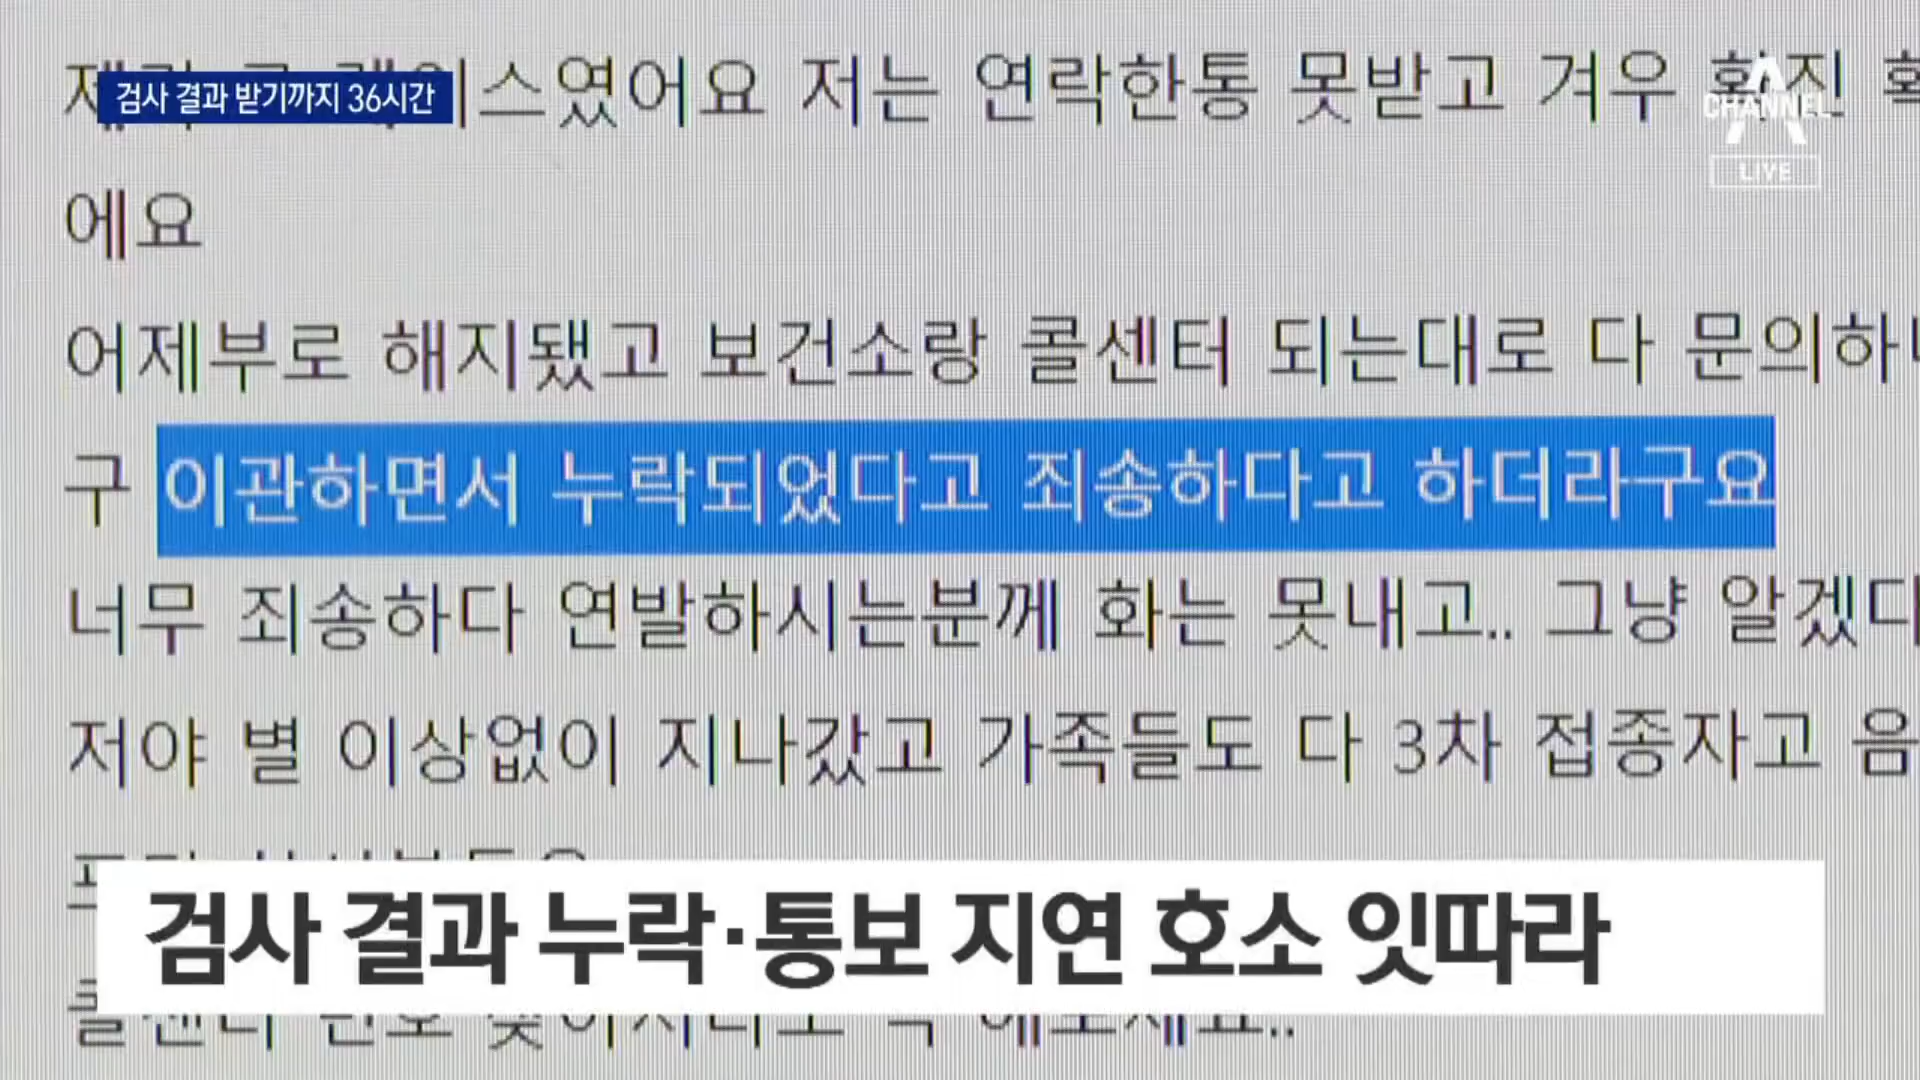 검사 결과 받기까지 36시간
스였어요 저는 연락한통 못받고 겨우 확진
CHANNEL A
LIVE
에요
어제부로 해지됐고 보건소랑 콜센터 되는대로 다 문의하
구 이관하면서 누락되었다고 죄송하다고 하더라구요
너무 죄송하다 연발하시는분께 화는 못내고.. 그냥 알겠다
저야 별 이상없이 지나갔고 가족들도 다 3차 접종자고 음
검사 결과 누락·통보 지연 호소 잇따라